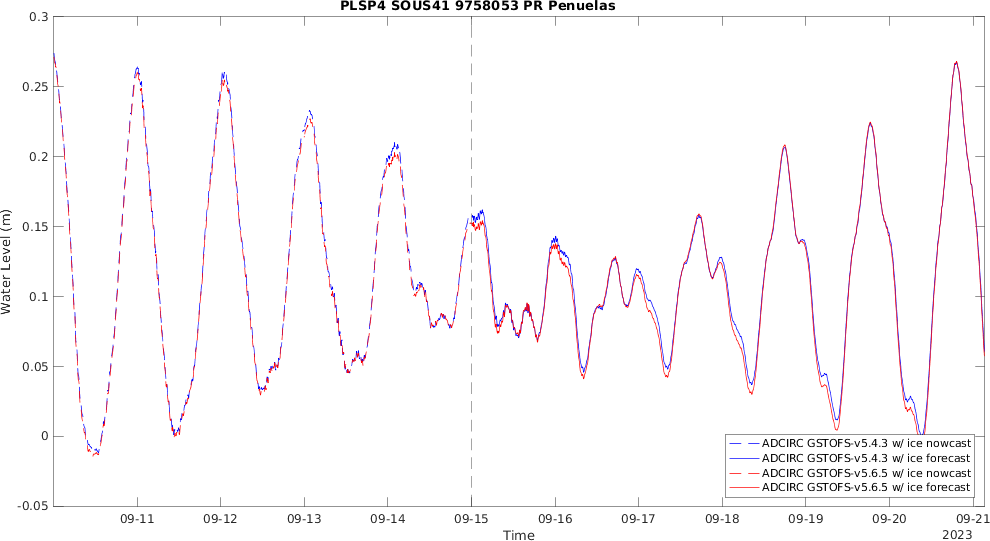 PLSP4 SOUS41 9758053 PR Penuelas
0.3
0.25
0.2
0.15
0.1
0.05
0
-0.05
Water Level (m)
09-11 09-12 09-13 09-14 09-15 09-16 09-17 09-18 09-19 09-20 09-21
Time
2023
ADCIRC GSTOFS-v5.4.3 w/ ice nowcast
ADCIRC GSTOFS-v5.4.3 w/ ice forecast
ADCIRC GSTOFS-v5.6.5 w/ ice nowcast
ADCIRC GSTOFS-v5.6.5 w/ ice forecast